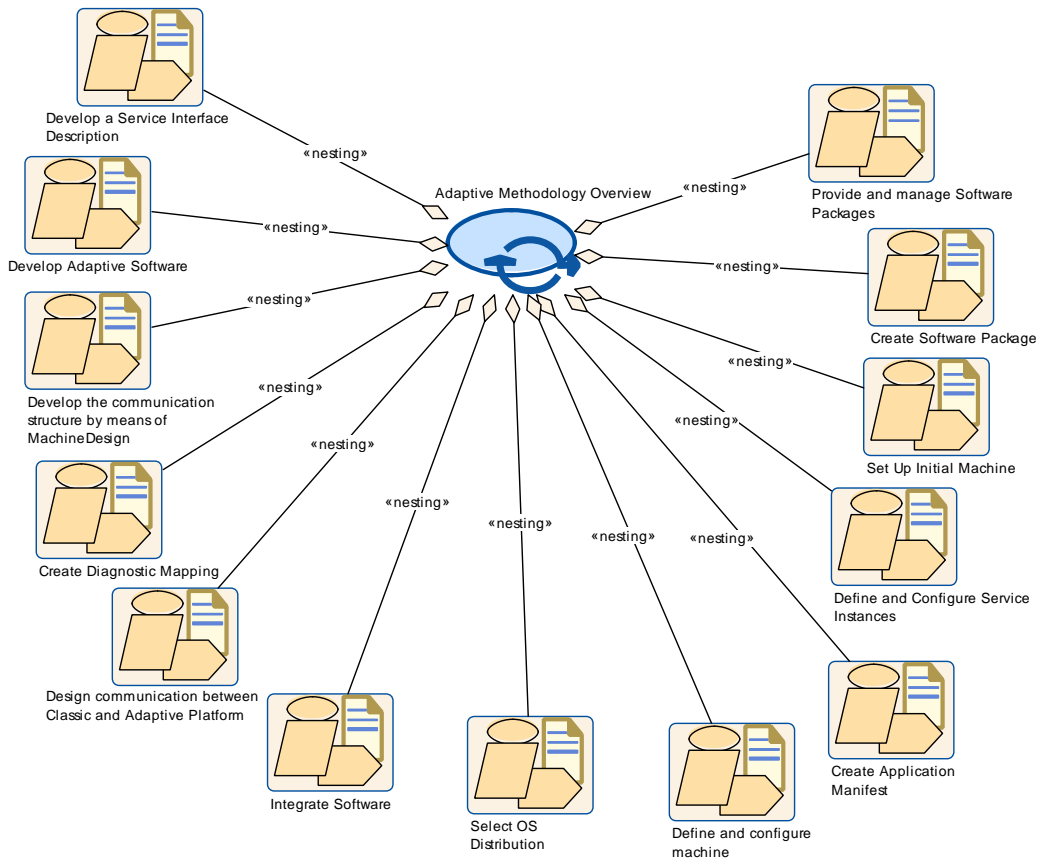 Develop a Service Interface
Description
«nesting»
Adaptive Methodology Overview
«nesting»
Provide and manage Software
Packages
Develop Adaptive Software
«nesting»
«nesting»
Create Software Package
Develop the communication
structure by means of
MachineDesign
«nesting»
«nesting»
Set Up Initial Machine
Create Diagnostic Mapping
«nesting»
«nesting»
Define and Configure Service
Instances
Design communication between
Classic and Adaptive Platform
«nesting»
«nesting»
Integrate Software
«nesting»
Select OS
Distribution
«nesting»
Define and configure
machine
«nesting»
Create Application
Manifest
«nesting»